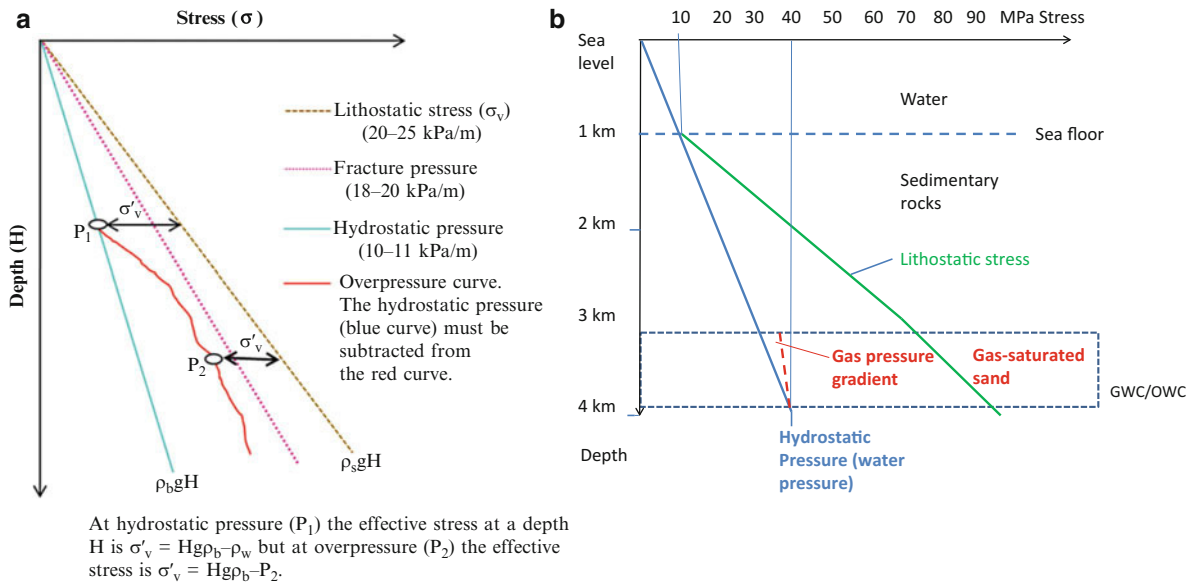 a
Stress (σ)
Depth (H)
Lithostatic stress (σv)
(20–25 kPa/m)
Fracture pressure
(18–20 kPa/m)
Hydrostatic pressure
(10–11 kPa/m)
Overpressure curve.
The hydrostatic pressure
(blue curve) must be
subtracted from
the red curve.
σ′v
P1
σ′v
P2
ρsgH
ρbgH
At hydrostatic pressure (P1) the effective stress at a depth
H is σ′v = Hgρb–ρw but at overpressure (P2) the effective
stress is σ′v = Hgρb–P2.
b
10 20 30 40 50 60 70 80 90 MPa Stress
Sea
level
Water
1 km
Sea floor
Sedimentary
rocks
2 km
Lithostatic stress
3 km
Gas pressure
gradient
Gas-saturated
sand
GWC/OWC
4 km
Depth
Hydrostatic
Pressure (water
pressure)